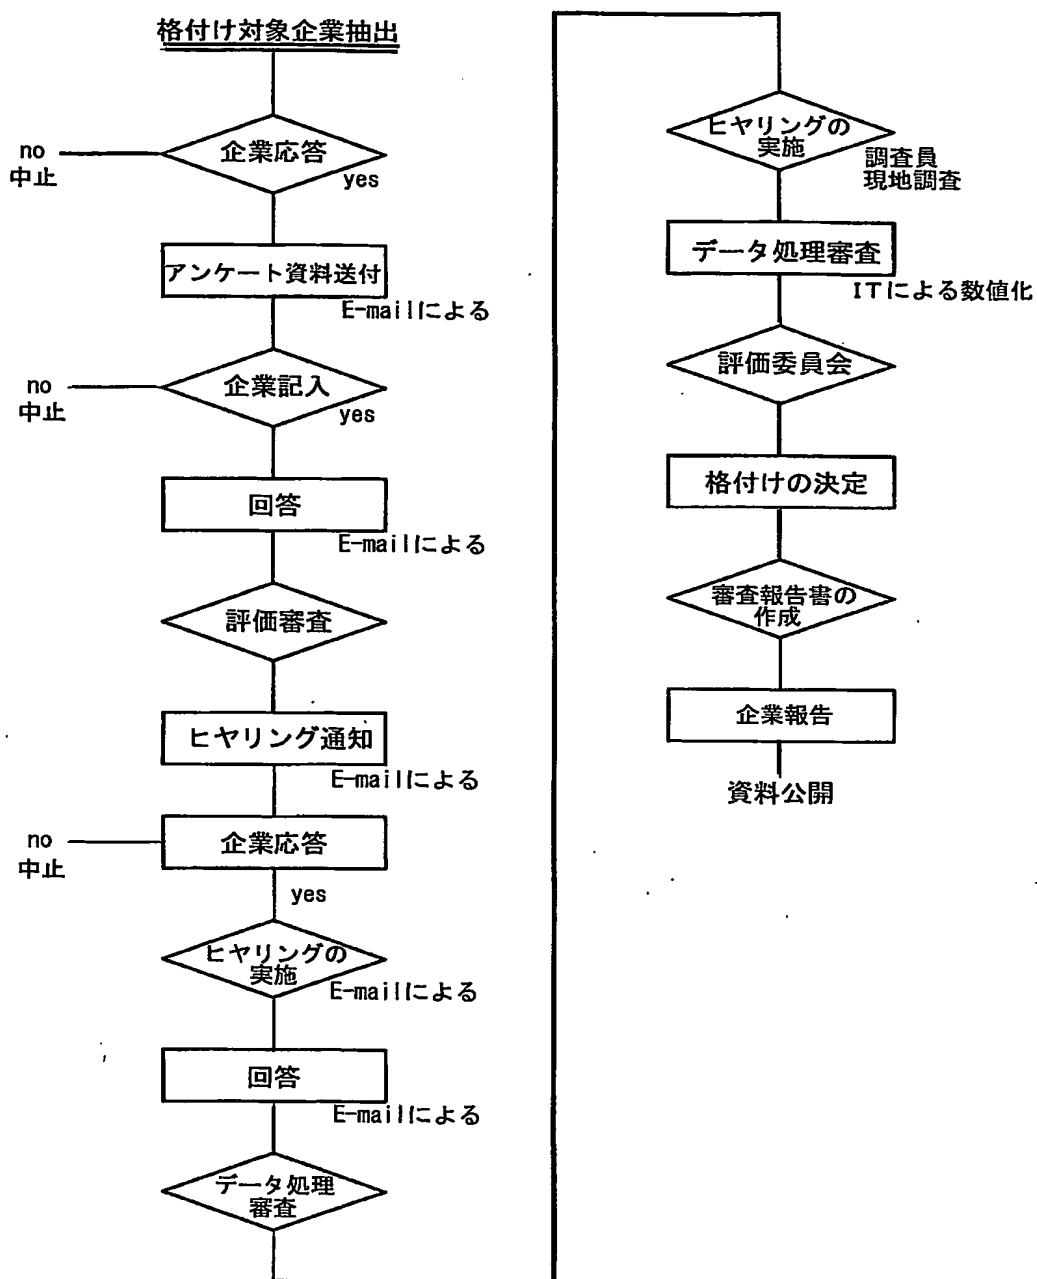 格付け対象企業抽出
企業応答
no
中止
yes
アンケート資料送付
E-mailによる
企業記入
no
中止
yes
回答
E-mailによる
評価審査
ヒヤリング通知
E-mailによる
企業応答
no
中止
yes
ヒヤリングの
実施
E-mailによる
回答
E-mailによる
データ処理
審査
ヒヤリングの
実施
調査員
現地調査
データ処理審査
ITによる数値化
評価委員会
格付けの決定
審査報告書の
作成
企業報告
資料公開